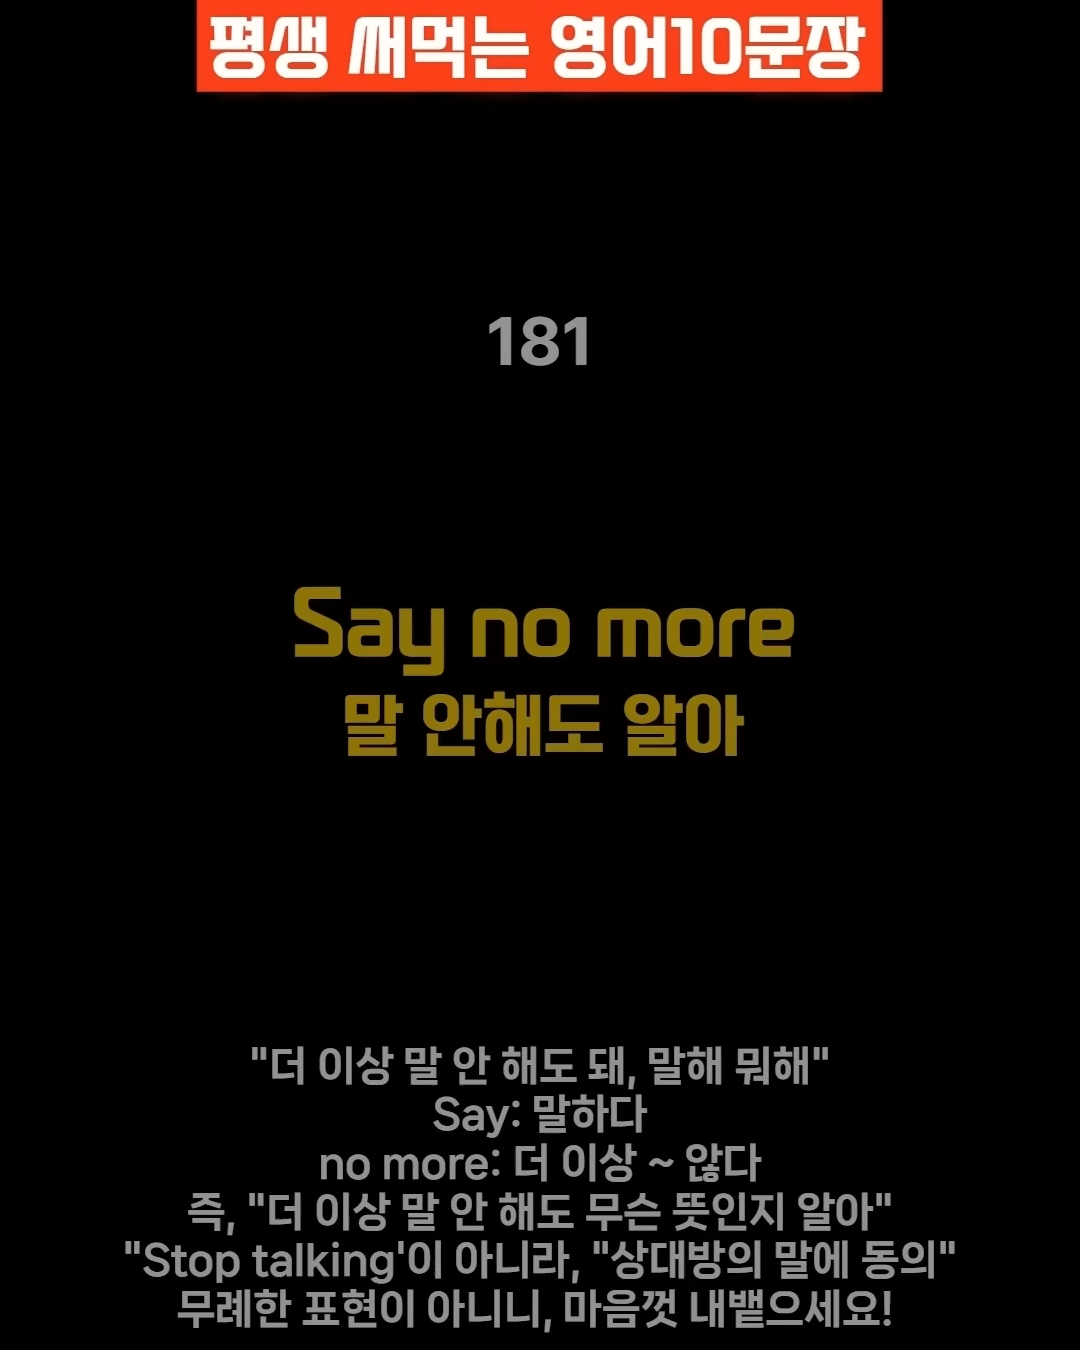 평생 써먹는 영어10문장
181
Say no more
말 안해도 알아
"더 이상 말 안 해도 돼, 말해 뭐해"
Say: 말하다
no more: 더 이상 ~ 않다
즉, "더 이상 말 안 해도 무슨 뜻인지 알아"
"Stop talking'이 아니라, "상대방의 말에 동의"
무례한 표현이 아니니, 마음껏 내뱉으세요!